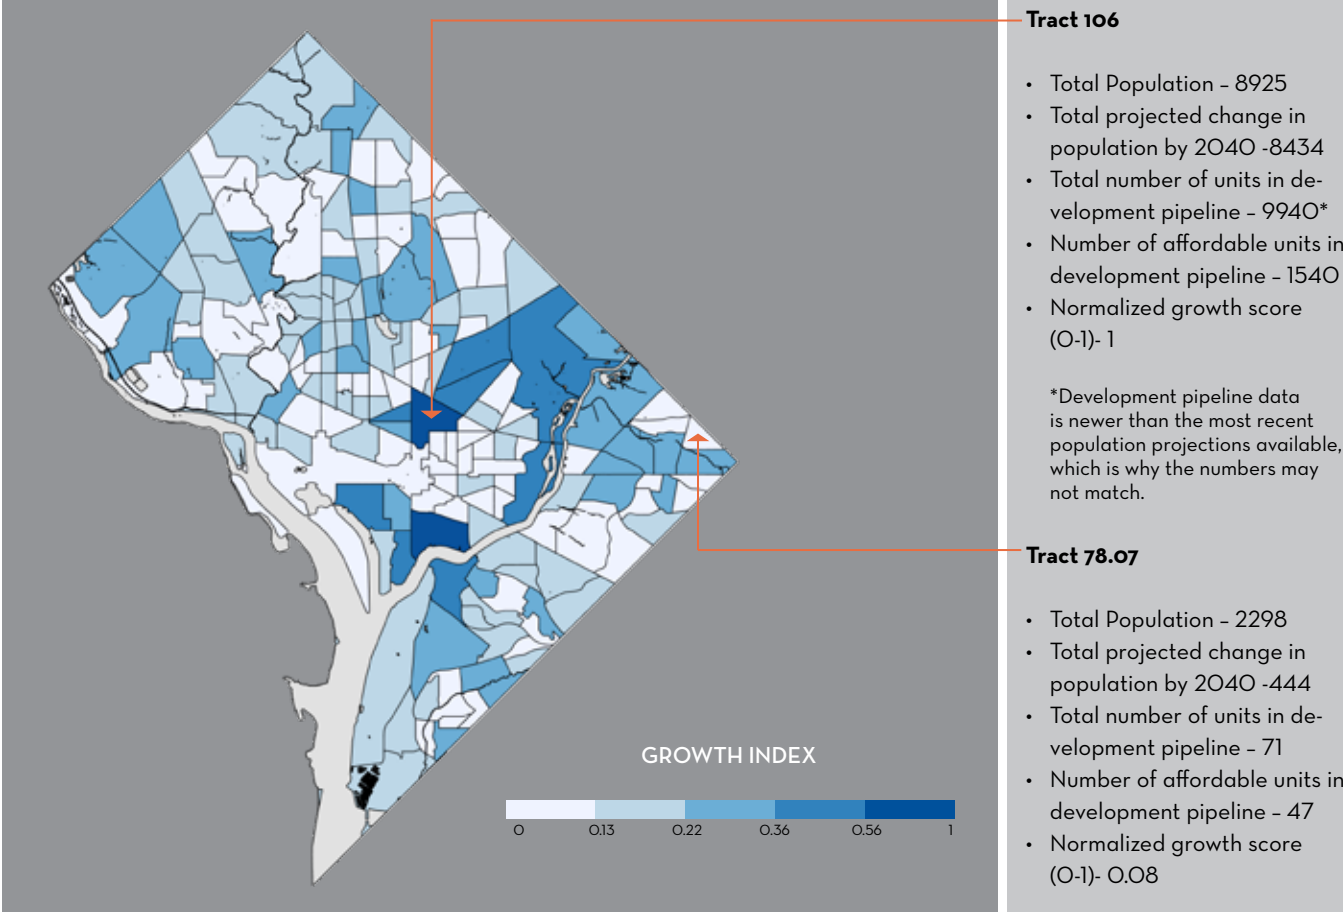 Tract 106
• Total Population – 8925
• Total projected change in
population by 2040 -8434
• Total number of units in de-
velopment pipeline – 9940*
• Number of affordable units in
development pipeline – 1540
• Normalized growth score
(0-1)- 1
*Development pipeline data
is newer than the most recent
population projections available,
which is why the numbers may
not match.
Tract 78.07
• Total Population – 2298
• Total projected change in
population by 2040 -444
• Total number of units in de-
velopment pipeline – 71
• Number of affordable units in
development pipeline – 47
• Normalized growth score
(0-1)- 0.08
GROWTH INDEX
0 0.13 0.22 0.36 0.56 1